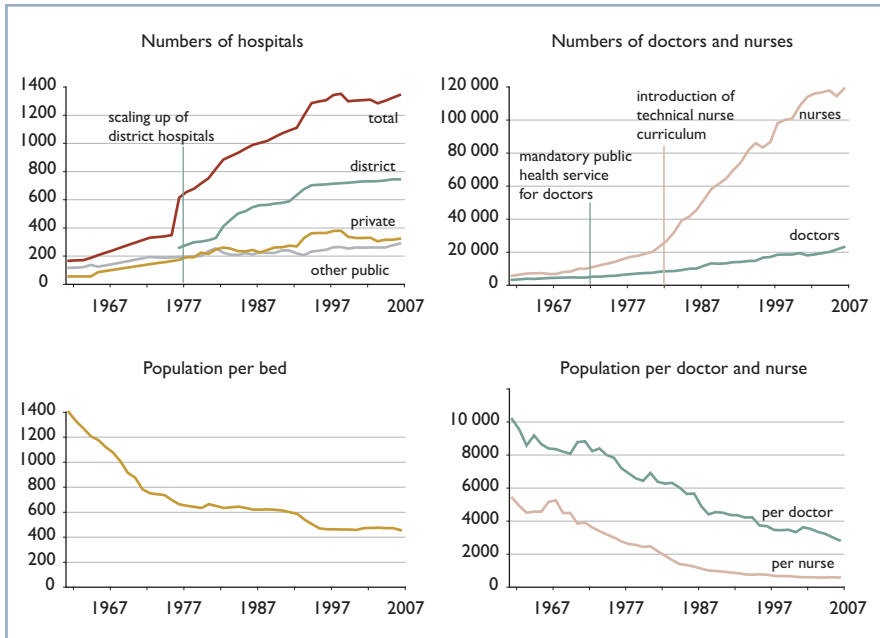 Numbers of hospitals
1400
1200
1000
800
600
400
200
0
scaling up of
district hospitals
total
district
private
other public
1967 1977 1987 1997 2007
Numbers of doctors and nurses
120 000
100 000
80 000
60 000
40 000
20 000
0
introduction of
technical nurse
curriculum
mandatory public
health service
for doctors
nurses
doctors
1967 1977 1987 1997 2007
Population per bed
1400
1200
1000
800
600
400
200
0
1967 1977 1987 1997 2007
Population per doctor and nurse
10 000
8000
6000
4000
2000
0
per doctor
per nurse
1967 1977 1987 1997 2007